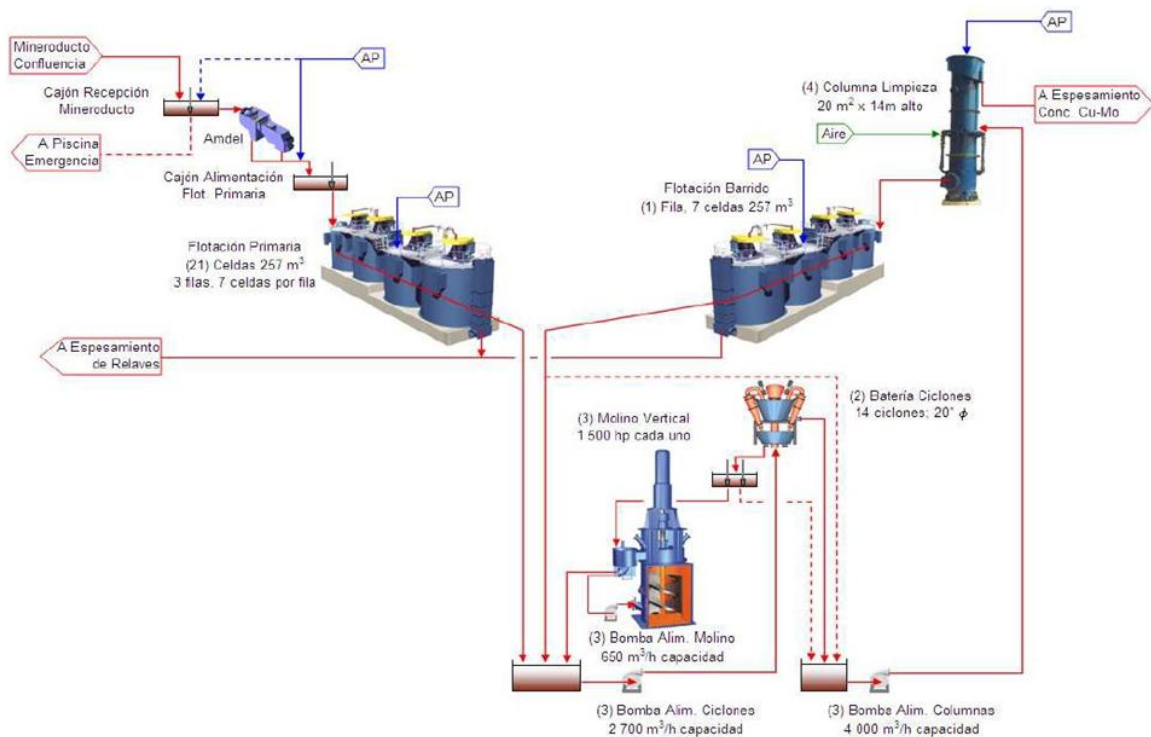 Mineroducto
Confluencia
AP
Cajón Recepción
Mineroducto
A Piscina
Emergencia
Amdel
Cajón Alimentación
Flot. Primaria
AP
Flotación Primaria
(21) Celdas 257 m³
3 filas, 7 celdas por fila
A Espesamiento
de Relaves
AP
(4) Columna Limpieza
20 m² x 14m alto
A Espesamiento
Conc. Cu-Mo
Aire
AP
Flotación Barrido
(1) Fila, 7 celdas 257 m³
(2) Batería Ciclones
14 ciclones; 20" ϕ
(3) Molino Vertical
1 500 hp cada uno
(3) Bomba Alim. Molino
650 m³/h capacidad
(3) Bomba Alim. Ciclones
2 700 m³/h capacidad
(3) Bomba Alim. Columnas
4 000 m³/h capacidad